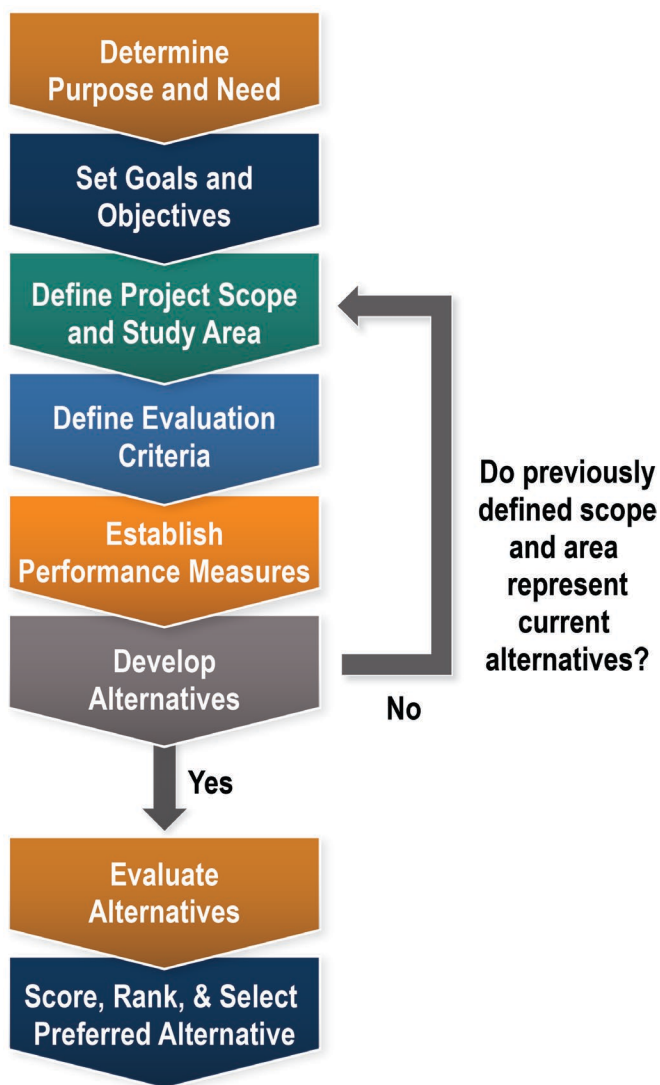 Determine
Purpose and Need
Set Goals and
Objectives
Define Project Scope
and Study Area
Define Evaluation
Criteria
Establish
Performance Measures
Develop
Alternatives
Do previously
defined scope
and area
represent
current
alternatives?
No
Yes
Evaluate
Alternatives
Score, Rank, & Select
Preferred Alternative